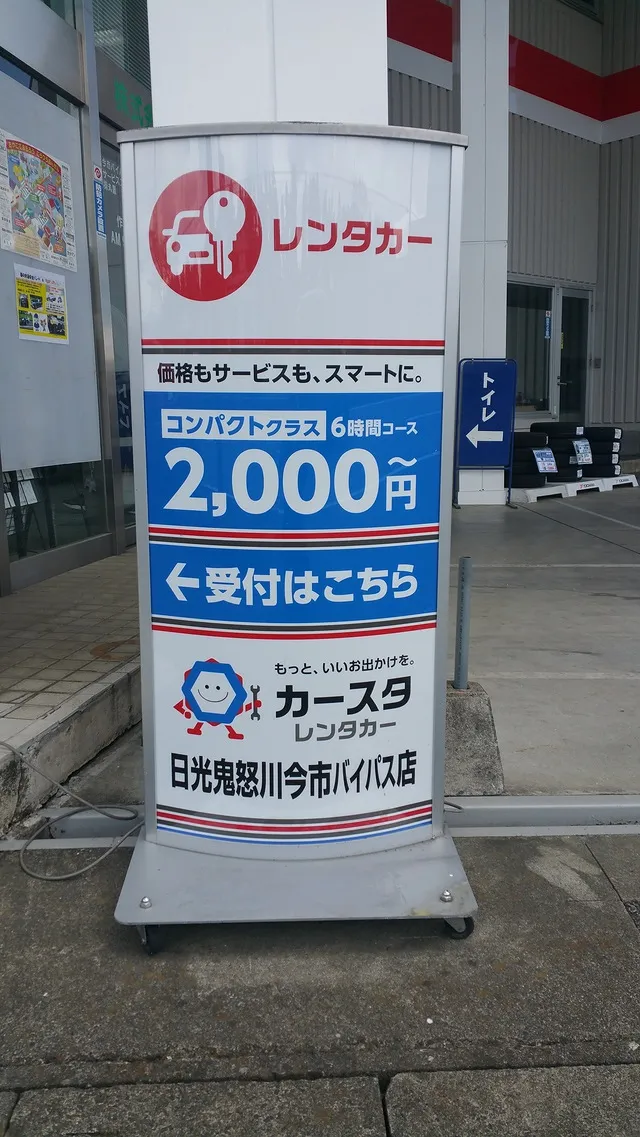 レンタカー
価格もサービスも、スマートに。
コンパクトクラス 6時間コース
2,000円~
←受付はこちら
もっと、いいお出かけを。
カースタ
レンタカー
日光鬼怒川今市バイパス店
トイレ
←